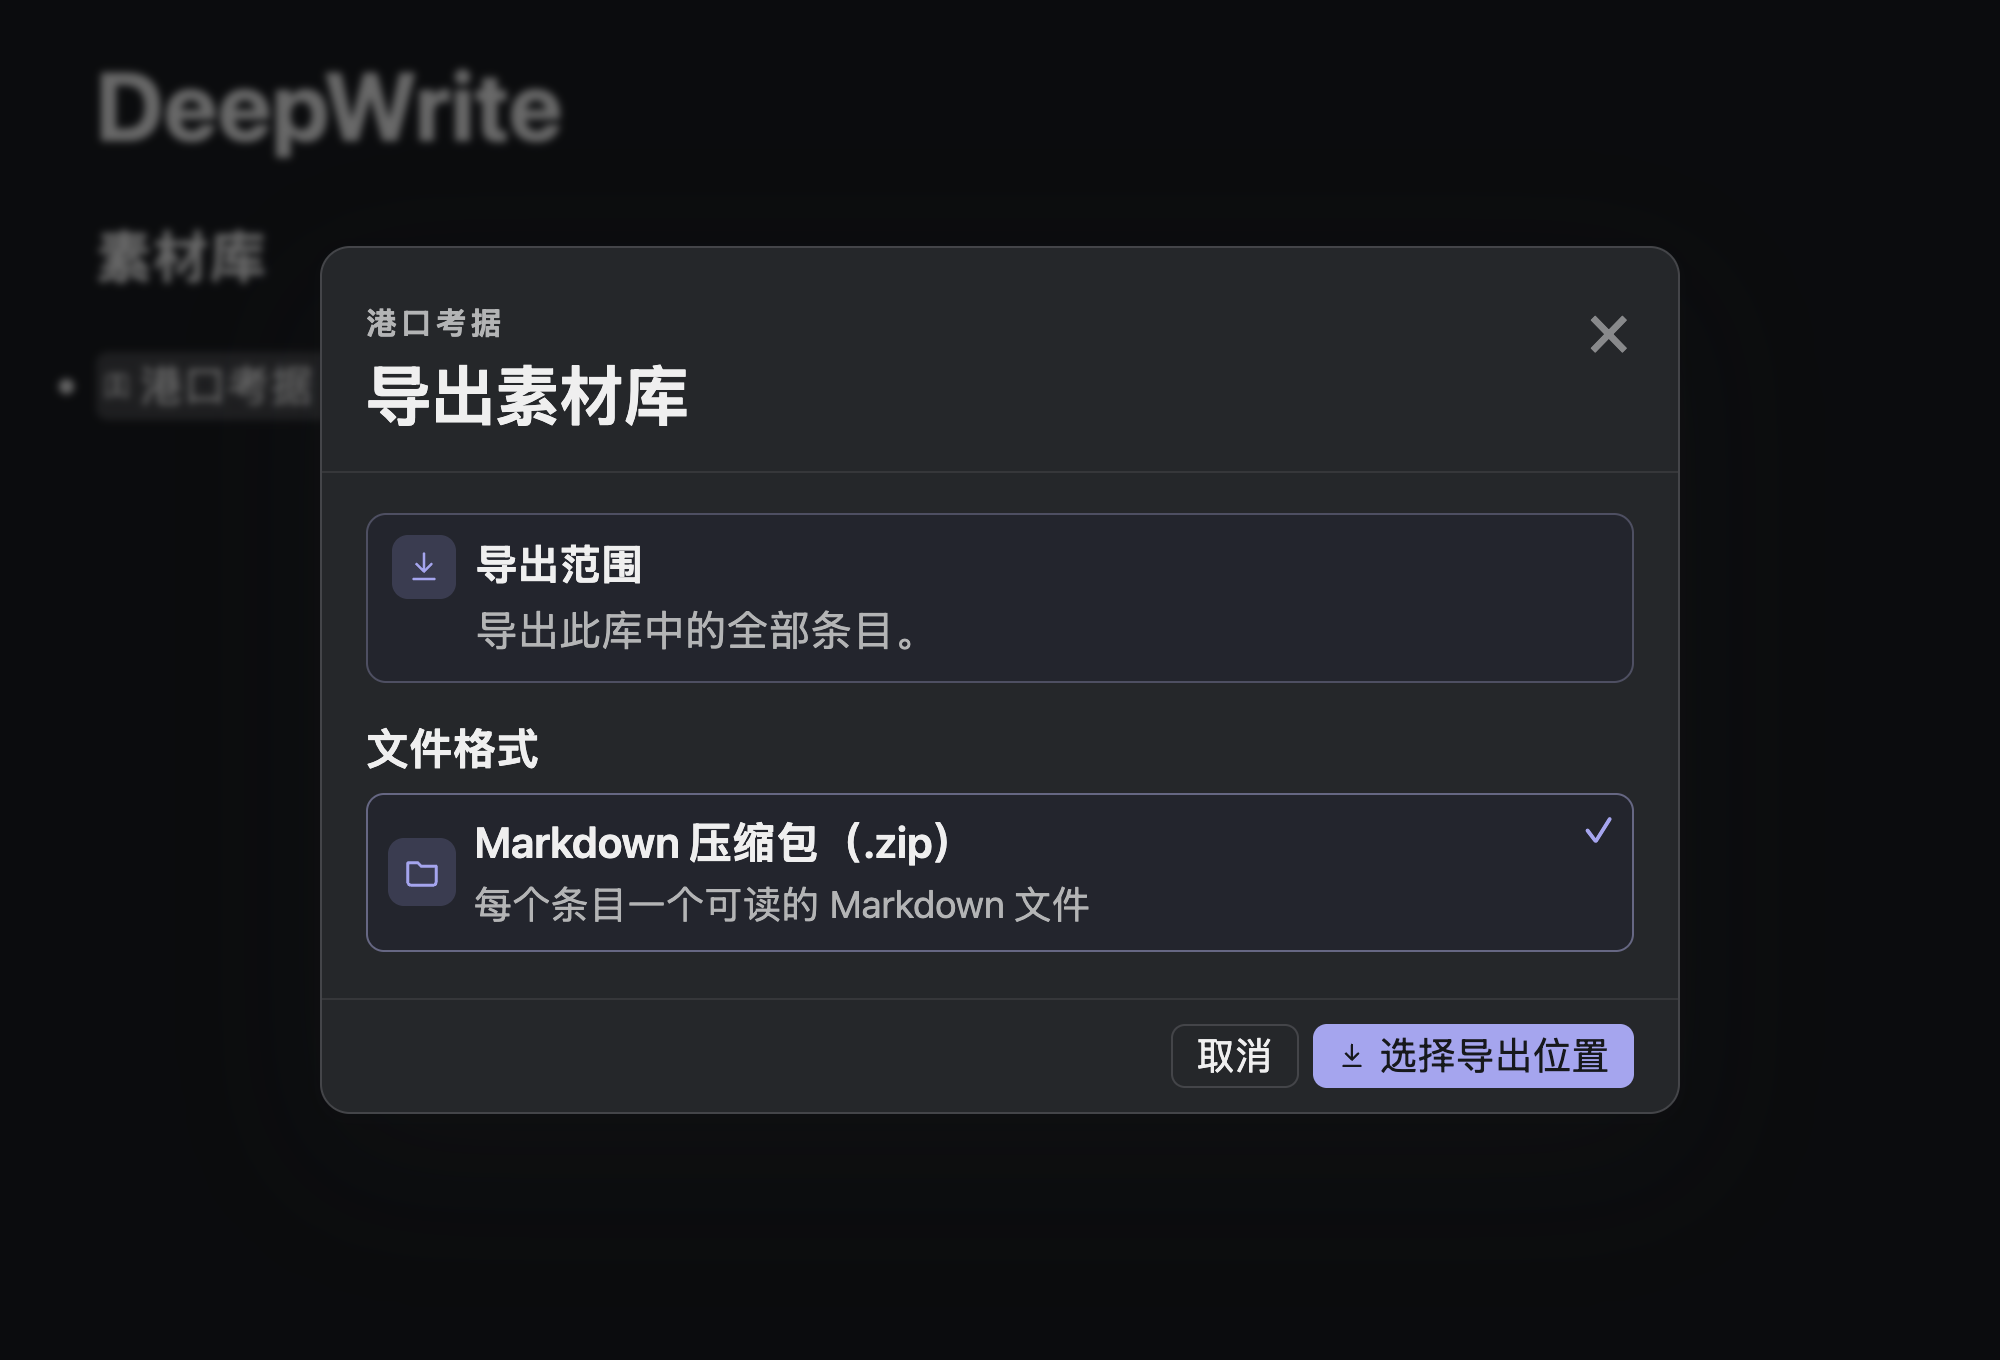 DeepWrite
素材库
港口考据
港口考据
导出素材库
导出范围
导出此库中的全部条目。
文件格式
Markdown 压缩包（.zip）
每个条目一个可读的 Markdown 文件
取消
选择导出位置